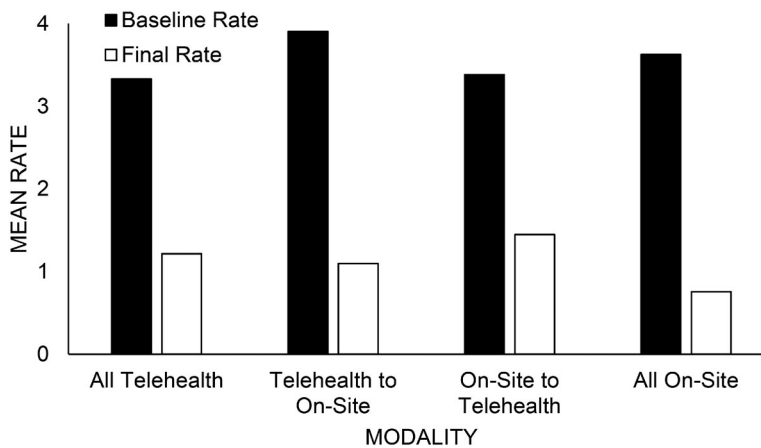 4
3
2
1
0
MEAN RATE
Baseline Rate
Final Rate
All Telehealth
Telehealth to
On-Site
On-Site to
Telehealth
All On-Site
MODALITY